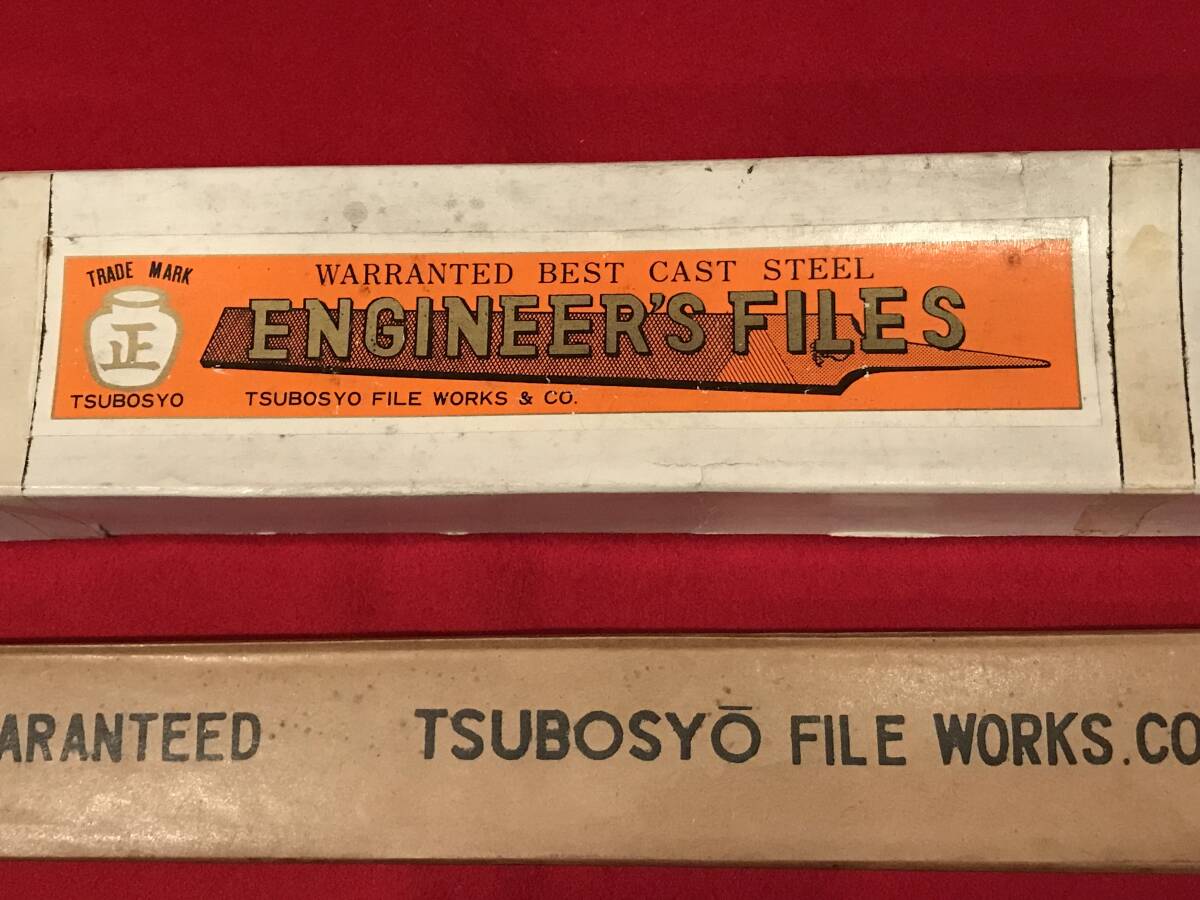 TRADE MARK
正
TSUBOSYO
WARRANTED BEST CAST STEEL
ENGINEER'S FILES
TSUBOSYO FILE WORKS & CO.
ARANTEED TSUBOSYŌ FILE WORKS.CO